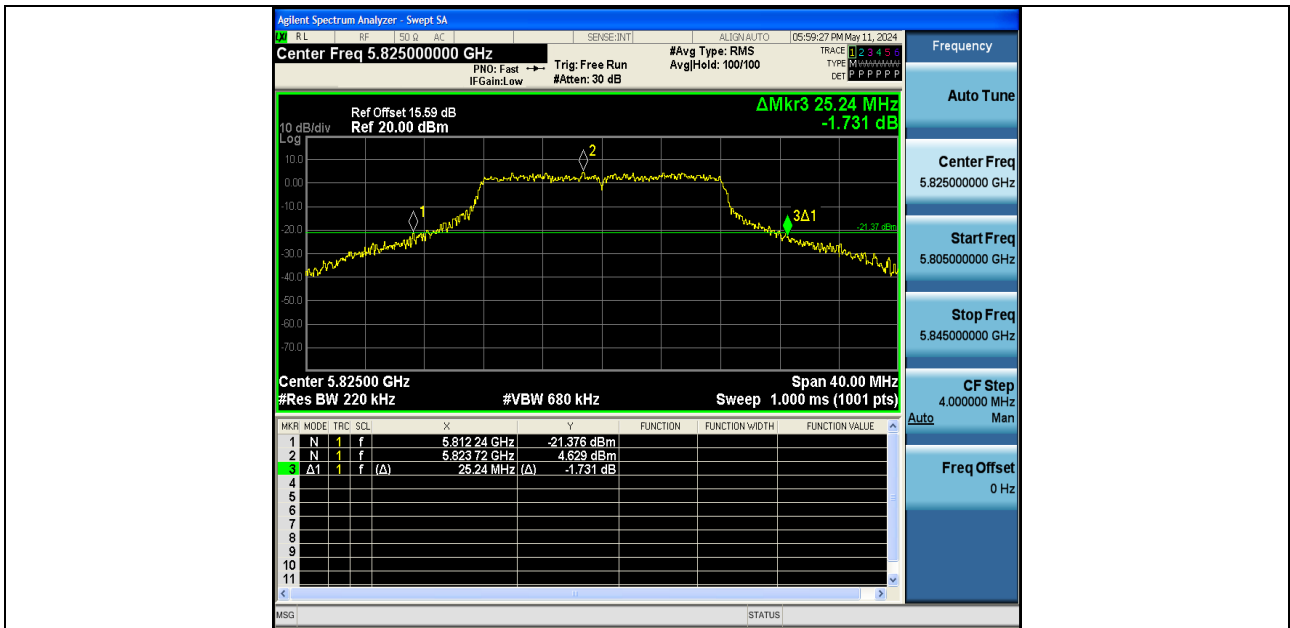 Agilent Spectrum Analyzer - Swept SA
LXI RL RF 50 Ω AC SENSE:INT ALIGN AUTO 05:59:27 PM May 11, 2024
Center Freq 5.825000000 GHz
PNO: Fast
IFGain:Low
Trig: Free Run
#Atten: 30 dB
#Avg Type: RMS
Avg|Hold: 100/100
TRACE 1 2 3 4 5 6
TYPE M
DET P P P P P P
Frequency
Auto Tune
Center Freq
5.825000000 GHz
Start Freq
5.805000000 GHz
Stop Freq
5.845000000 GHz
CF Step
4.000000 MHz
Auto Man
Freq Offset
0 Hz
ΔMkr3 25.24 MHz
-1.731 dB
Ref Offset 15.59 dB
10 dB/div Ref 20.00 dBm
Log
10.0
0.00
-10.0
-20.0
-30.0
-40.0
-50.0
-60.0
-70.0
1
2
3Δ1
-21.37 dBm
Center 5.82500 GHz Span 40.00 MHz
#Res BW 220 kHz #VBW 680 kHz Sweep 1.000 ms (1001 pts)
MKR MODE TRC SCL X Y FUNCTION FUNCTION WIDTH FUNCTION VALUE
1 N 1 f 5.812 24 GHz -21.376 dBm
2 N 1 f 5.823 72 GHz 4.629 dBm
3 Δ1 1 f (Δ) 25.24 MHz (Δ) -1.731 dB
4
5
6
7
8
9
10
11
MSG STATUS